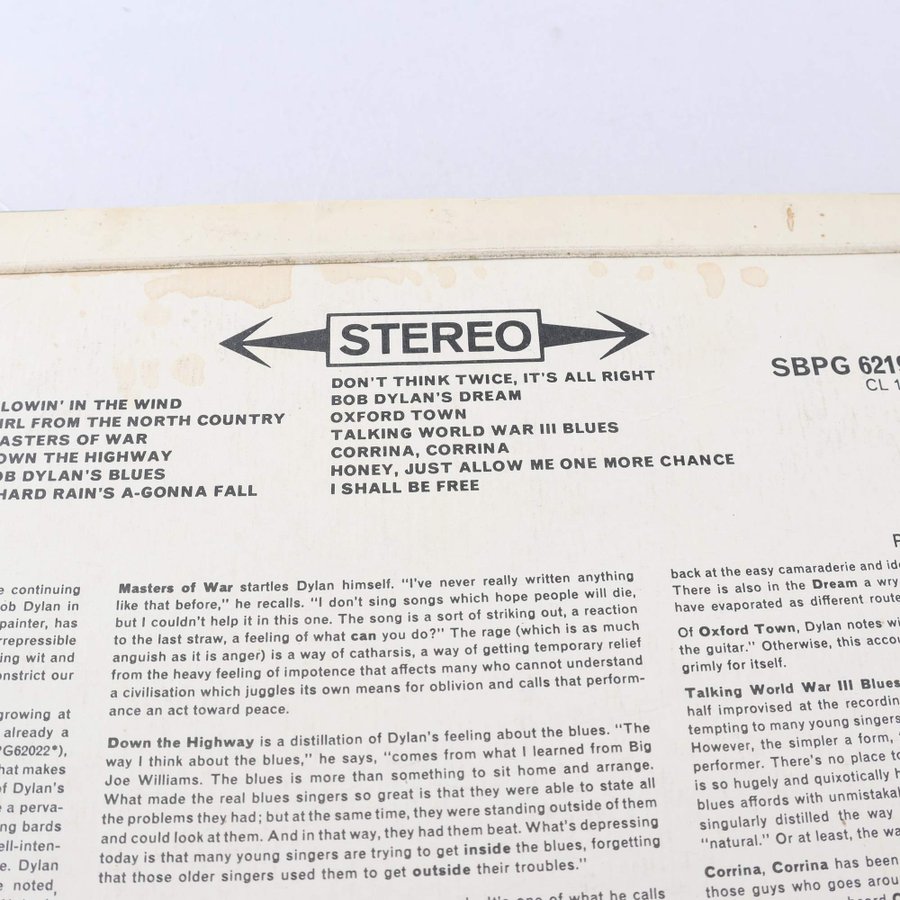 STEREO
SBPG 6219
CL 1
LOWIN' IN THE WIND
IRL FROM THE NORTH COUNTRY
ASTERS OF WAR
OWN THE HIGHWAY
OB DYLAN'S BLUES
HARD RAIN'S A-GONNA FALL
DON'T THINK TWICE, IT'S ALL RIGHT
BOB DYLAN'S DREAM
OXFORD TOWN
TALKING WORLD WAR III BLUES
CORRINA, CORRINA
HONEY, JUST ALLOW ME ONE MORE CHANCE
I SHALL BE FREE
e continuing
ob Dylan in
painter, has
rrepressible
ing wit and
onstrict our
growing at
already a
PG62022*),
hat makes
of Dylan's
e a perva-
ng bards
ell-inten-
e. Dylan
e noted,
Masters of War startles Dylan himself. "I've never really written anything
like that before," he recalls. "I don't sing songs which hope people will die,
but I couldn't help it in this one. The song is a sort of striking out, a reaction
to the last straw, a feeling of what can you do?" The rage (which is as much
anguish as it is anger) is a way of catharsis, a way of getting temporary relief
from the heavy feeling of impotence that affects many who cannot understand
a civilisation which juggles its own means for oblivion and calls that perform-
ance an act toward peace.
Down the Highway is a distillation of Dylan's feeling about the blues. "The
way I think about the blues," he says, "comes from what I learned from Big
Joe Williams. The blues is more than something to sit home and arrange.
What made the real blues singers so great is that they were able to state all
the problems they had; but at the same time, they were standing outside of them
and could look at them. And in that way, they had them beat. What's depressing
today is that many young singers are trying to get inside the blues, forgetting
that those older singers used them to get outside their troubles."
one of what he calls
back at the easy camaraderie and ide
There is also in the Dream a wry
have evaporated as different route
Of Oxford Town, Dylan notes wi
the guitar." Otherwise, this accou
grimly for itself.
Talking World War III Blues
half improvised at the recording
tempting to many young singers
However, the simpler a form,
performer. There's no place to
is so hugely and quixotically h
blues affords with unmistakal
singularly distilled the way
"natural." Or at least, the wa
Corrina, Corrina has been
those guys who goes arou